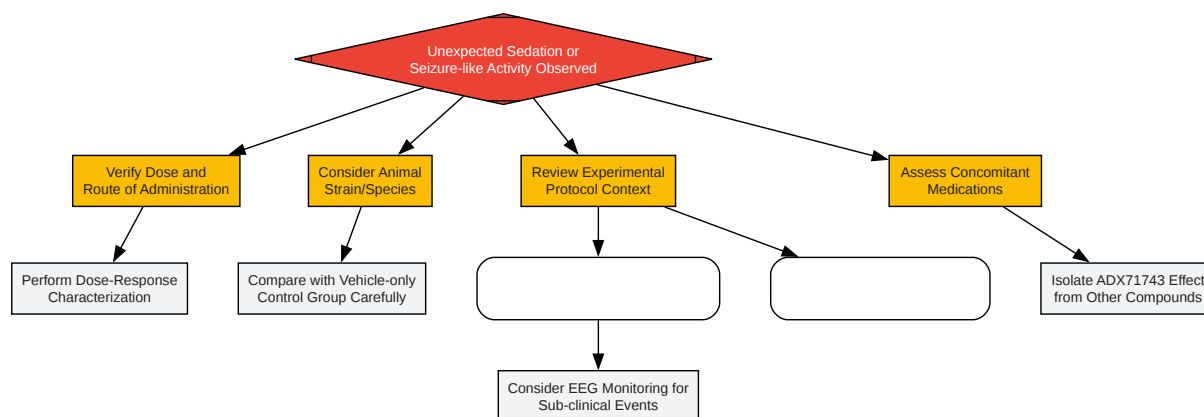 Unexpected Sedation or
Seizure-like Activity Observed
Verify Dose and
Route of Administration
Consider Animal
Strain/Species
Review Experimental
Protocol Context
Assess Concomitant
Medications
Perform Dose-Response
Characterization
Compare with Vehicle-only
Control Group Carefully
Isolate ADX71743 Effect
from Other Compounds
Consider EEG Monitoring for
Sub-clinical Events